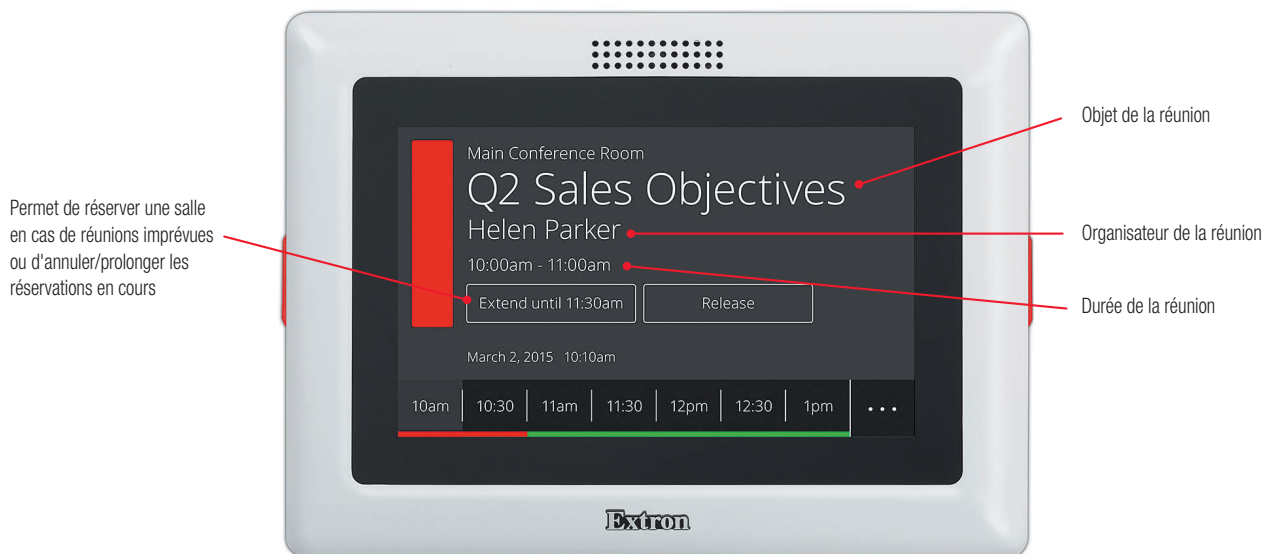 Objet de la réunion
Main Conference Room
Q2 Sales Objectives
Permet de réserver une salle
en cas de réunions imprévues
ou d'annuler/prolonger les
réservations en cours
Helen Parker
Organisateur de la réunion
10:00am - 11:00am
Extend until 11:30am
Release
Durée de la réunion
March 2, 2015 10:10am
10am 10:30 11am 11:30 12pm 12:30 1pm ...
Extron